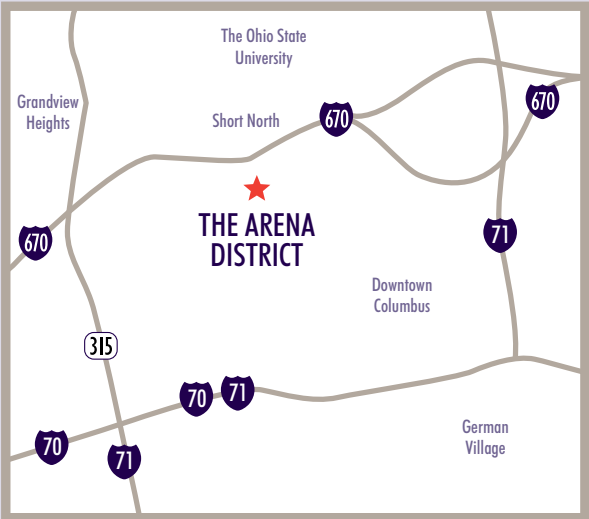 The Ohio State
University
Grandview
Heights
670
Short North
670
THE ARENA
DISTRICT
670
71
Downtown
Columbus
315
70
71
German
Village
70
71